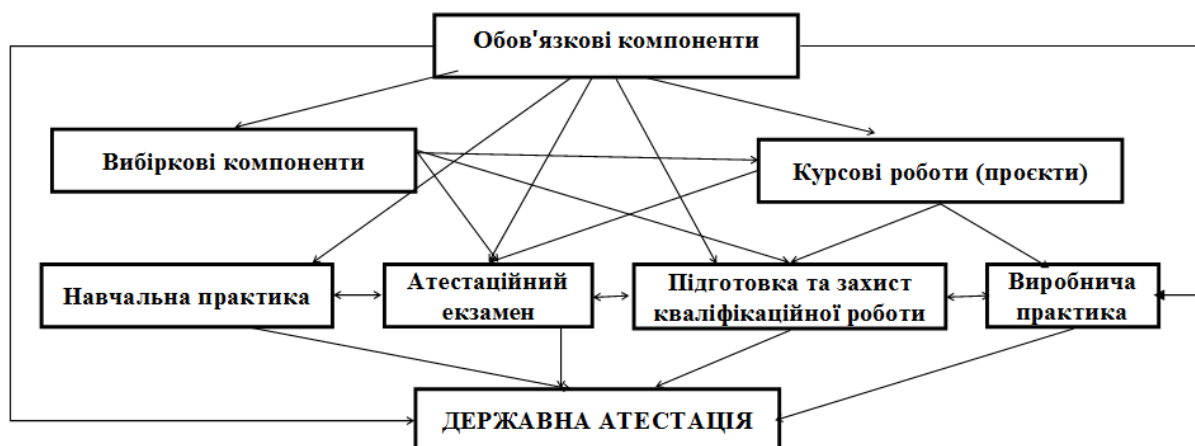 Обов'язкові компоненти
Вибіркові компоненти
Курсові роботи (проєкти)
Навчальна практика
Атестаційний
екзамен
Підготовка та захист
кваліфікаційної роботи
Виробнича
практика
ДЕРЖАВНА АТЕСТАЦІЯ